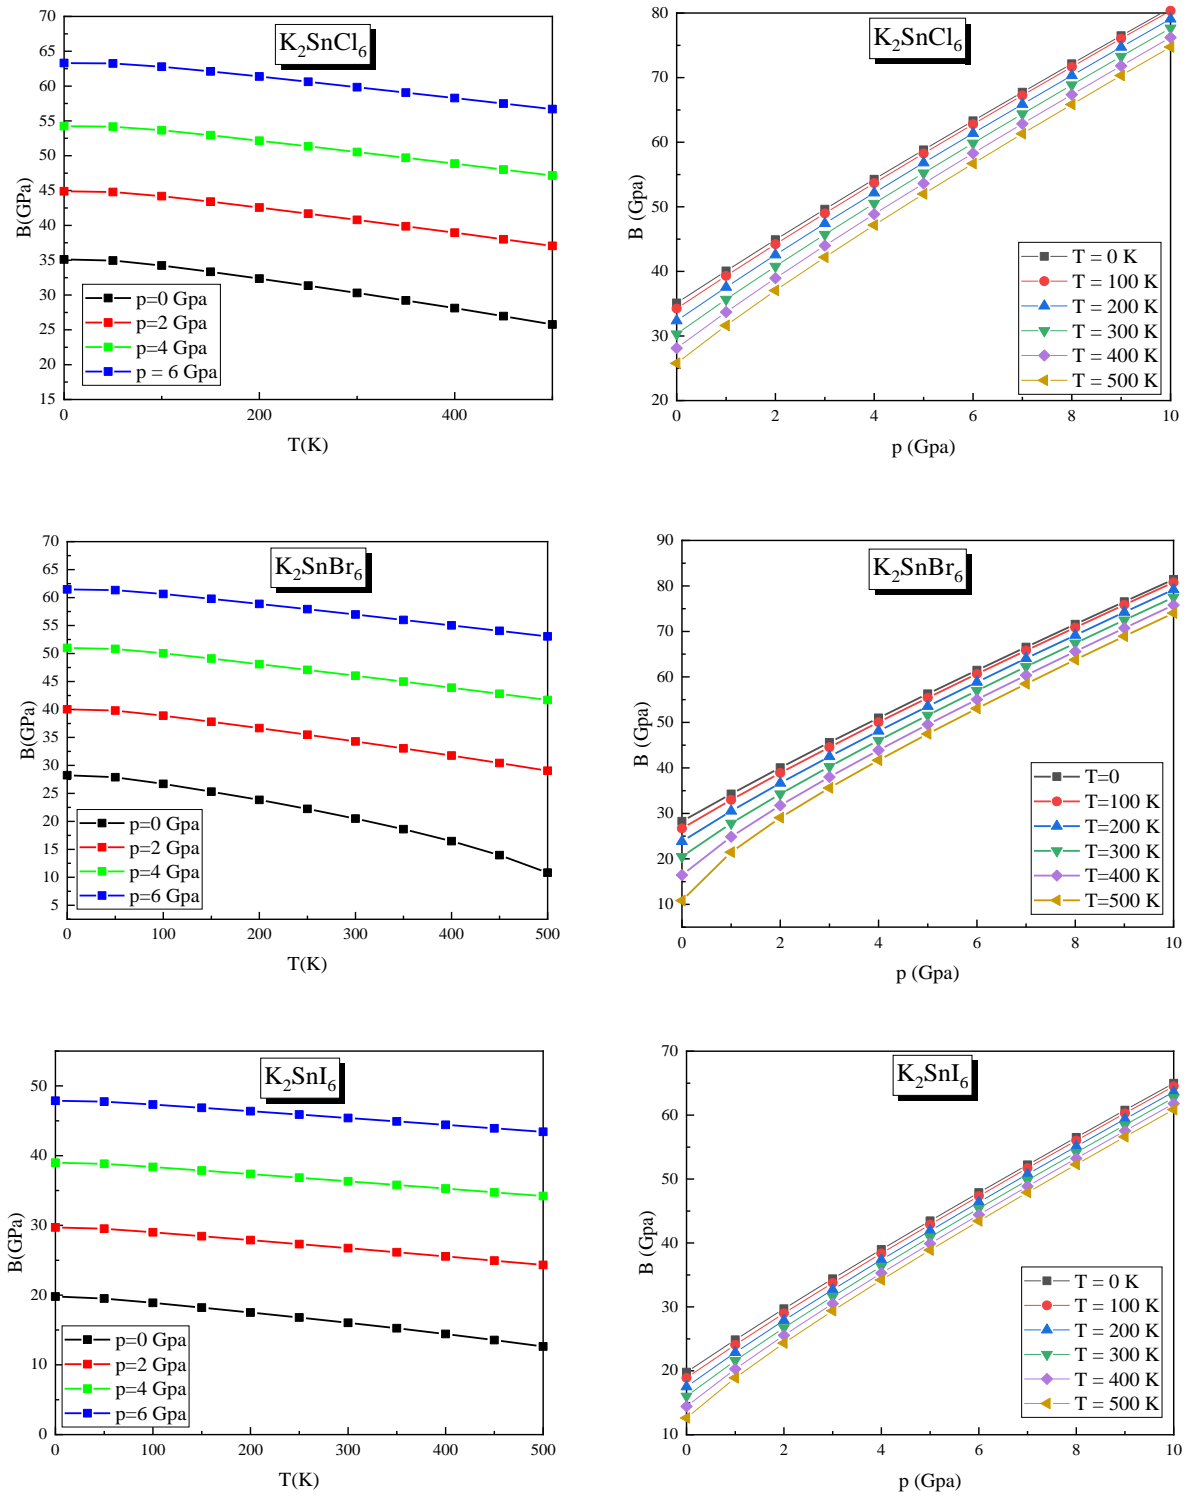 K₂SnCl₆
70
65
60
55
50
45
40
35
30
25
20
15
B(GPa)
p=0 Gpa
p=2 Gpa
p=4 Gpa
p = 6 Gpa
0
200
400
T(K)
K₂SnCl₆
80
70
60
50
40
30
20
B (Gpa)
T = 0 K
T = 100 K
T = 200 K
T = 300 K
T = 400 K
T = 500 K
0
2
4
6
8
10
p (Gpa)
K₂SnBr₆
70
65
60
55
50
45
40
35
30
25
20
15
10
5
B(GPa)
p=0 Gpa
p=2 Gpa
p=4 Gpa
p=6 Gpa
0
100
200
300
400
500
T(K)
K₂SnBr₆
90
80
70
60
50
40
30
20
10
B (Gpa)
T=0
T=100 K
T=200 K
T=300 K
T=400 K
T=500 K
0
2
4
6
8
10
p (Gpa)
K₂SnI₆
50
40
30
20
10
0
B(GPa)
p=0 Gpa
p=2 Gpa
p=4 Gpa
p=6 Gpa
0
100
200
300
400
500
T(K)
K₂SnI₆
70
60
50
40
30
20
10
B (Gpa)
T = 0 K
T = 100 K
T = 200 K
T = 300 K
T = 400 K
T = 500 K
0
2
4
6
8
10
p (Gpa)